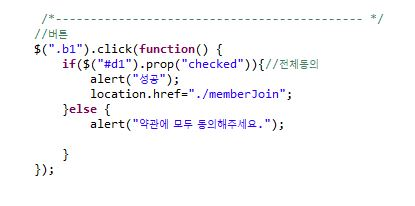 /*-------------------------------------------- */
//버튼
$(".b1").click(function() {
if($("#d1").prop("checked")){//전체동의
alert("성공");
location.href="./memberJoin";
}else {
alert("약관에 모두 동의해주세요.");
}
});